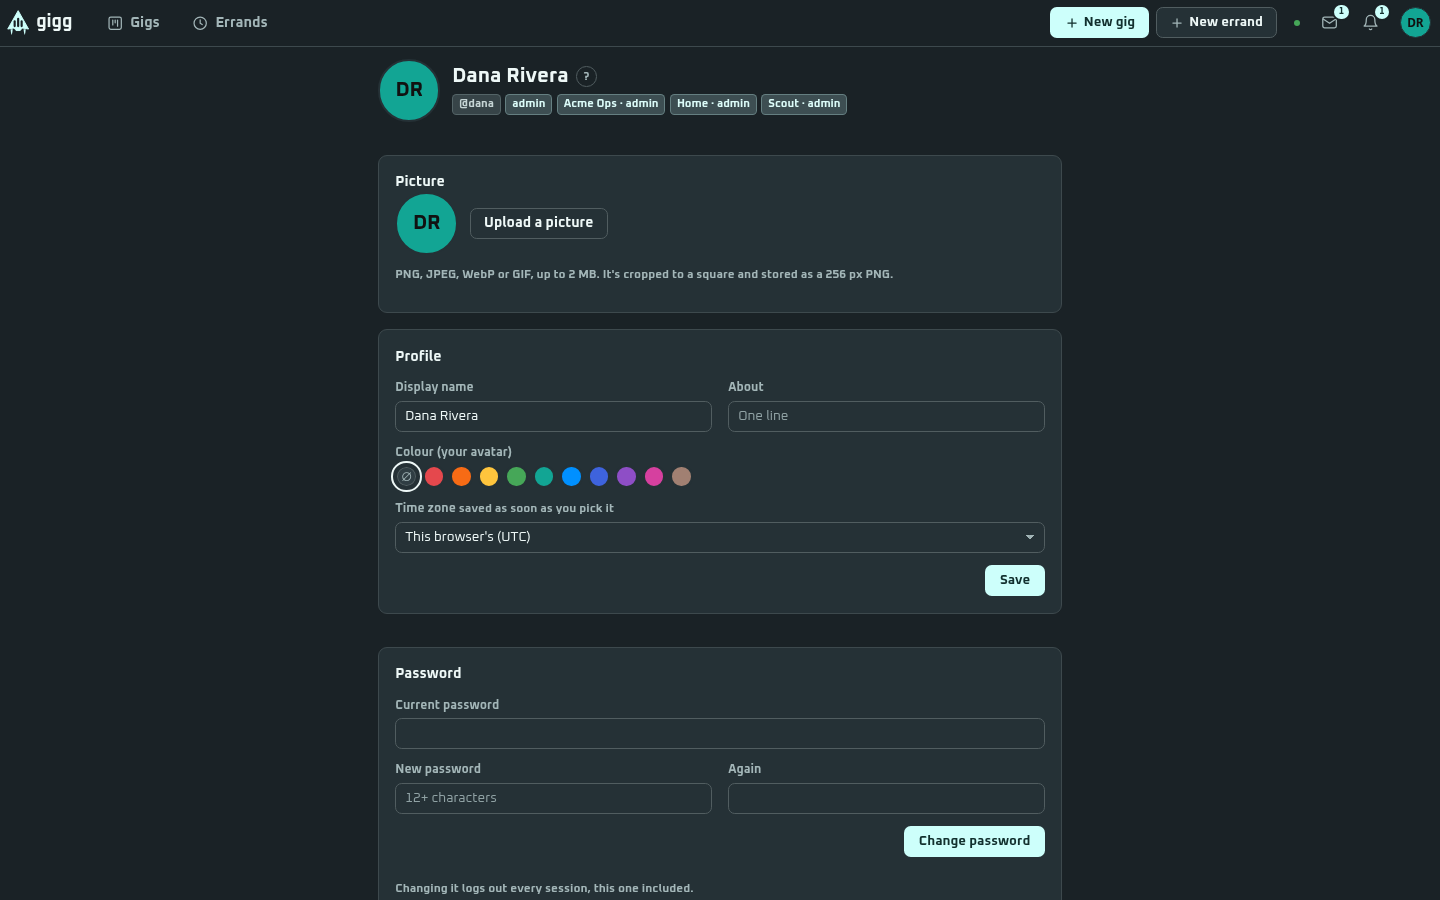 gigg
Gigs
Errands
+ New gig
+ New errand
1
1
DR
DR
Dana Rivera ?
@dana admin Acme Ops · admin Home · admin Scout · admin
Picture
DR
Upload a picture
PNG, JPEG, WebP or GIF, up to 2 MB. It's cropped to a square and stored as a 256 px PNG.
Profile
Display name
About
Dana Rivera
One line
Colour (your avatar)
Time zone saved as soon as you pick it
This browser's (UTC)
Save
Password
Current password
New password
Again
12+ characters
Change password
Changing it logs out every session, this one included.